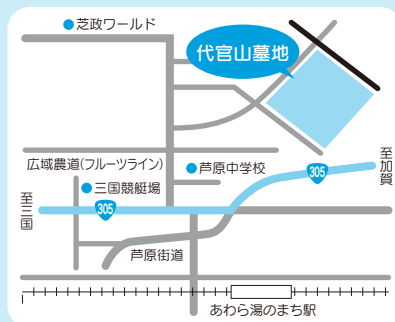 芝政ワールド
代官山墓地
広域農道(フルーツライン)
芦原中学校
至加賀
305
三国競艇場
至三国
305
芦原街道
あわら湯のまち駅